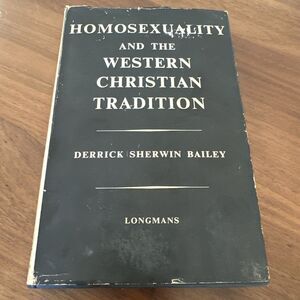 HOMOSEXUALITY
AND THE
WESTERN
CHRISTIAN
TRADITION
DERRICK SHERWIN BAILEY
LONGMANS